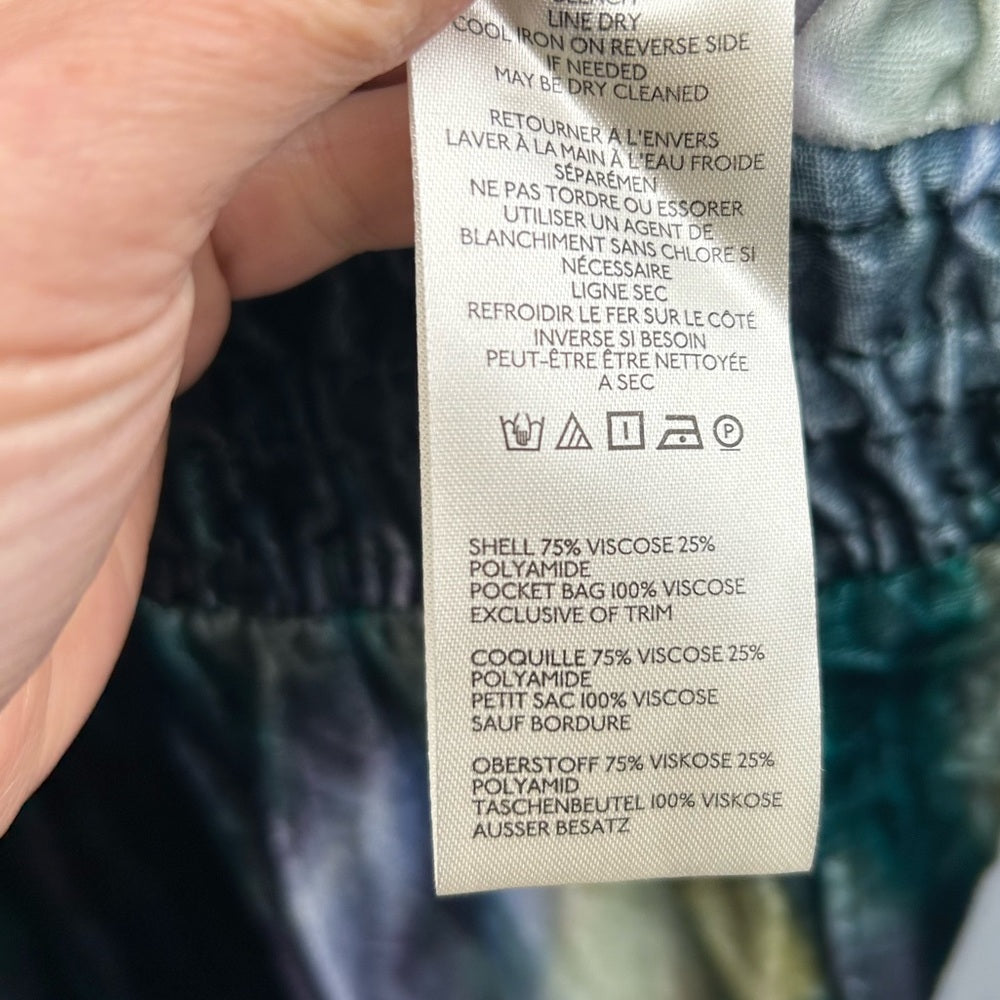 BLEACH
LINE DRY
COOL IRON ON REVERSE SIDE
IF NEEDED
MAY BE DRY CLEANED
RETOURNER À L'ENVERS
LAVER À LA MAIN À L'EAU FROIDE
SÉPARÉMEN
NE PAS TORDRE OU ESSORER
UTILISER UN AGENT DE
BLANCHIMENT SANS CHLORE SI
NÉCESSAIRE
LIGNE SEC
REFROIDIR LE FER SUR LE CÔTÉ
INVERSE SI BESOIN
PEUT-ÊTRE ÊTRE NETTOYÉE
A SEC
P
SHELL 75% VISCOSE 25%
POLYAMIDE
POCKET BAG 100% VISCOSE
EXCLUSIVE OF TRIM
COQUILLE 75% VISCOSE 25%
POLYAMIDE
PETIT SAC 100% VISCOSE
SAUF BORDURE
OBERSTOFF 75% VISKOSE 25%
POLYAMID
TASCHENBEUTEL 100% VISKOSE
AUSSER BESATZ